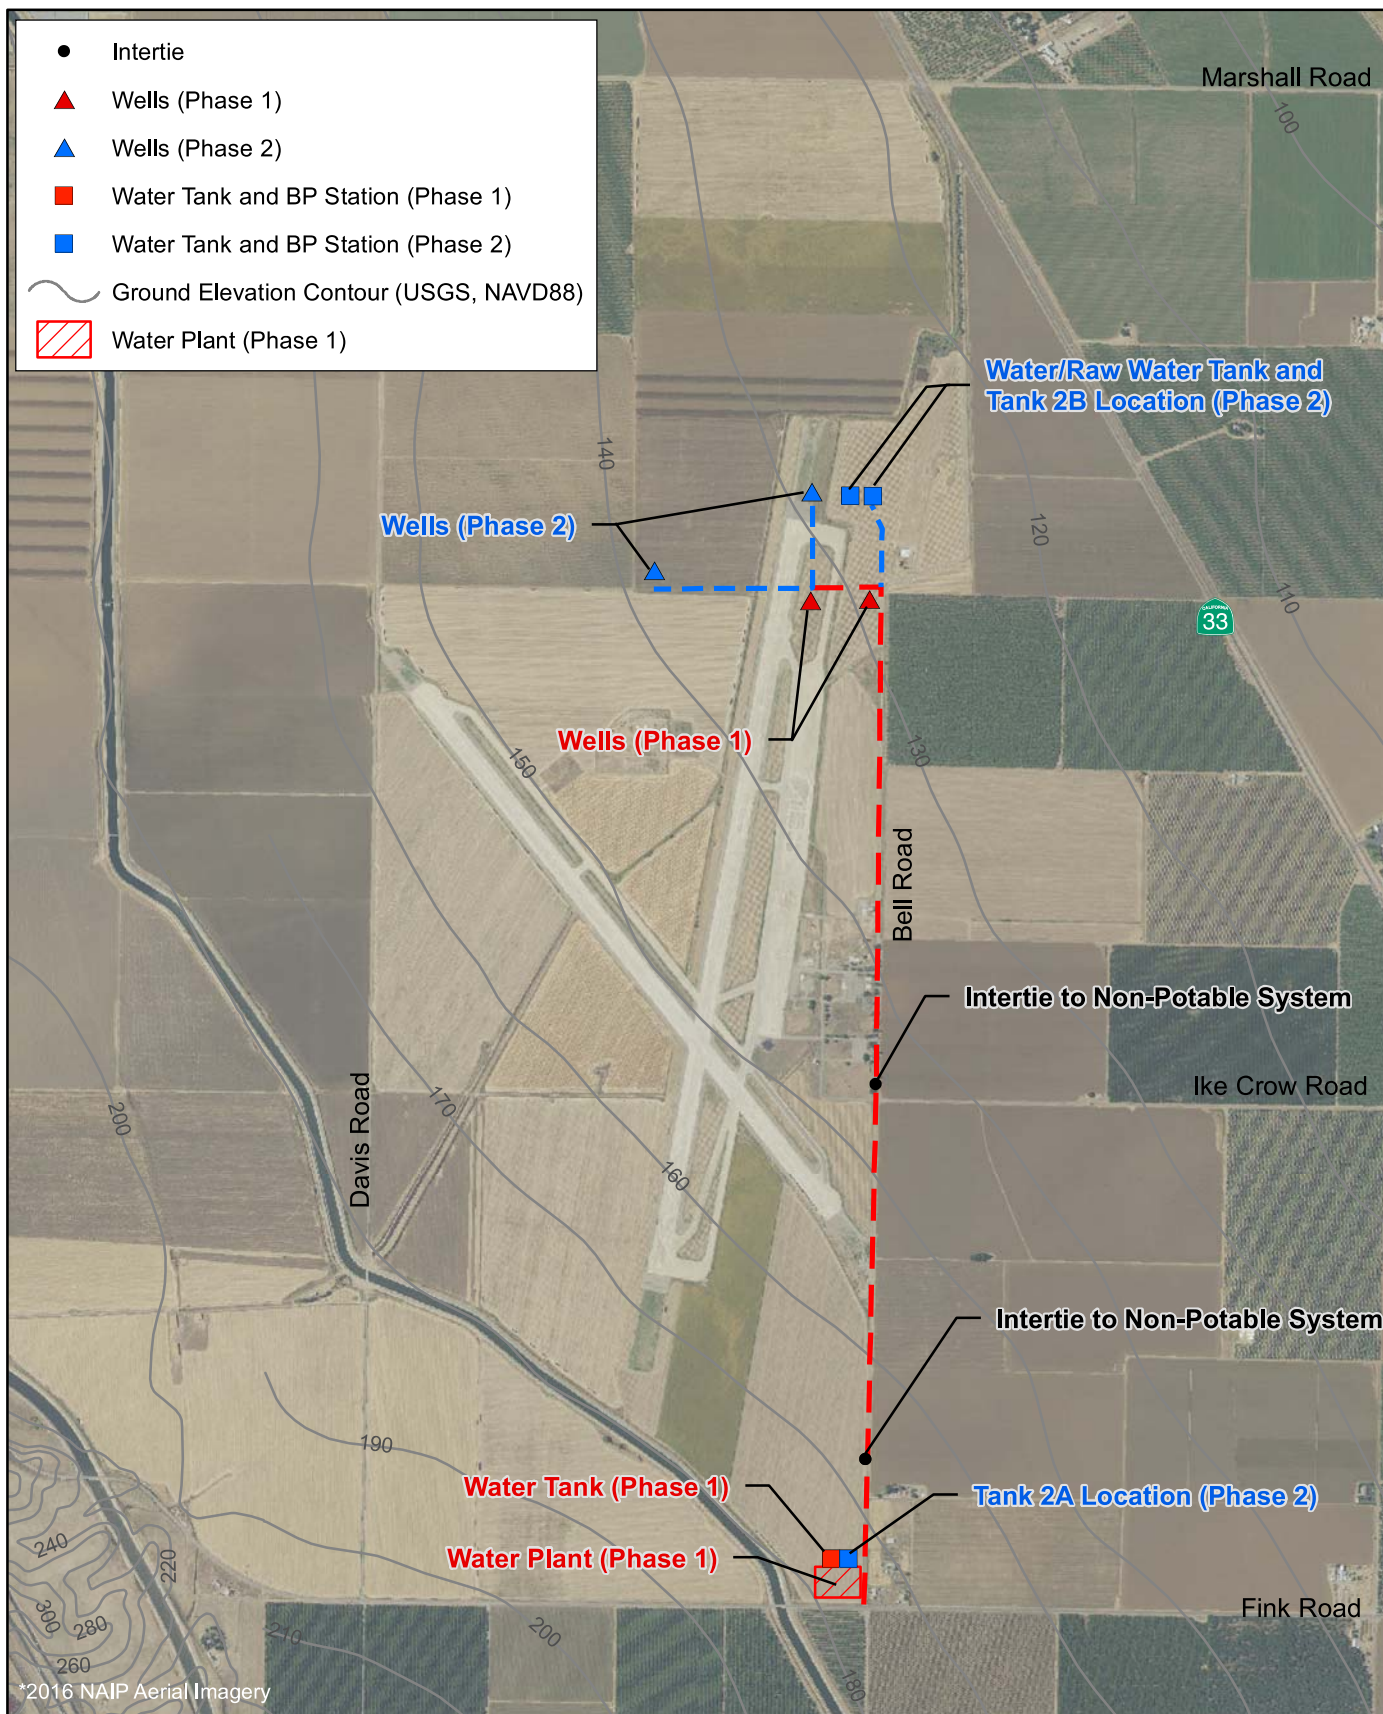 Intertie
Wells (Phase 1)
Wells (Phase 2)
Water Tank and BP Station (Phase 1)
Water Tank and BP Station (Phase 2)
Ground Elevation Contour (USGS, NAVD88)
Water Plant (Phase 1)
Marshall Road
100
Water/Raw Water Tank and
Tank 2B Location (Phase 2)
140
Wells (Phase 2)
120
110
CALIFORNIA
33
Wells (Phase 1)
130
150
Bell Road
Intertie to Non-Potable System
Ike Crow Road
200
170
Davis Road
160
Intertie to Non-Potable System
190
Water Tank (Phase 1)
Tank 2A Location (Phase 2)
240
220
Water Plant (Phase 1)
300
280
Fink Road
210
200
260
180
*2016 NAIP Aerial Imagery